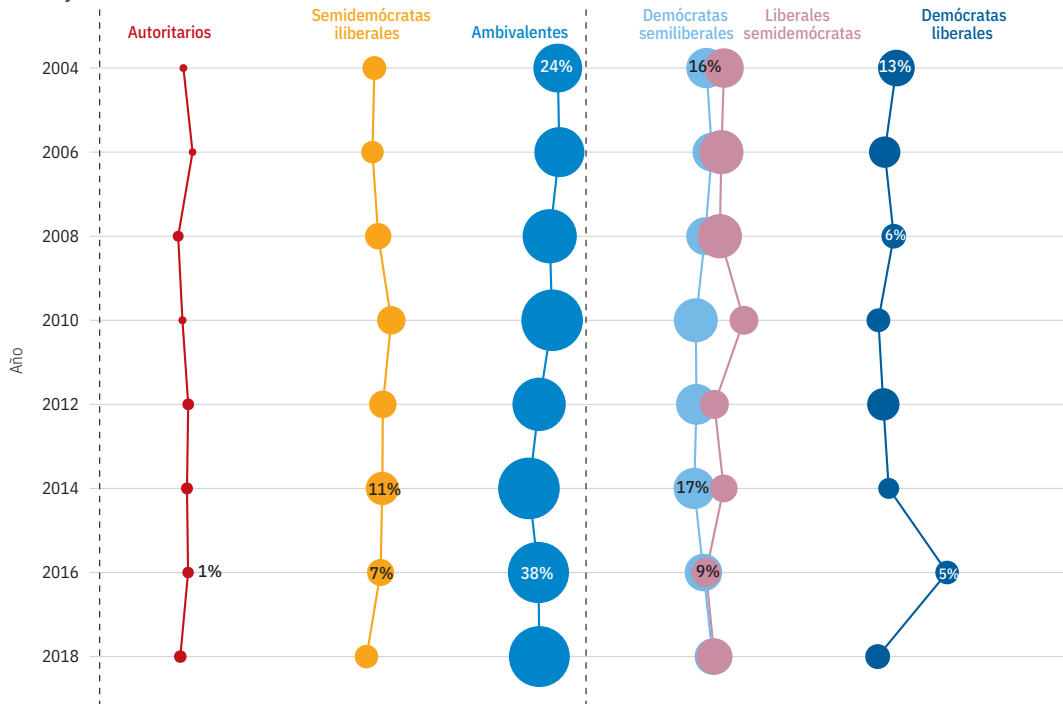 Semidemócratas
iliberales
Demócratas
semiliberales
Liberales
semidemócratas
Demócratas
liberales
Autoritarios
Ambivalentes
2004
24%
16%
13%
2006
2008
6%
2010
Año
2012
2014
11%
17%
2016
1%
7%
38%
9%
5%
2018